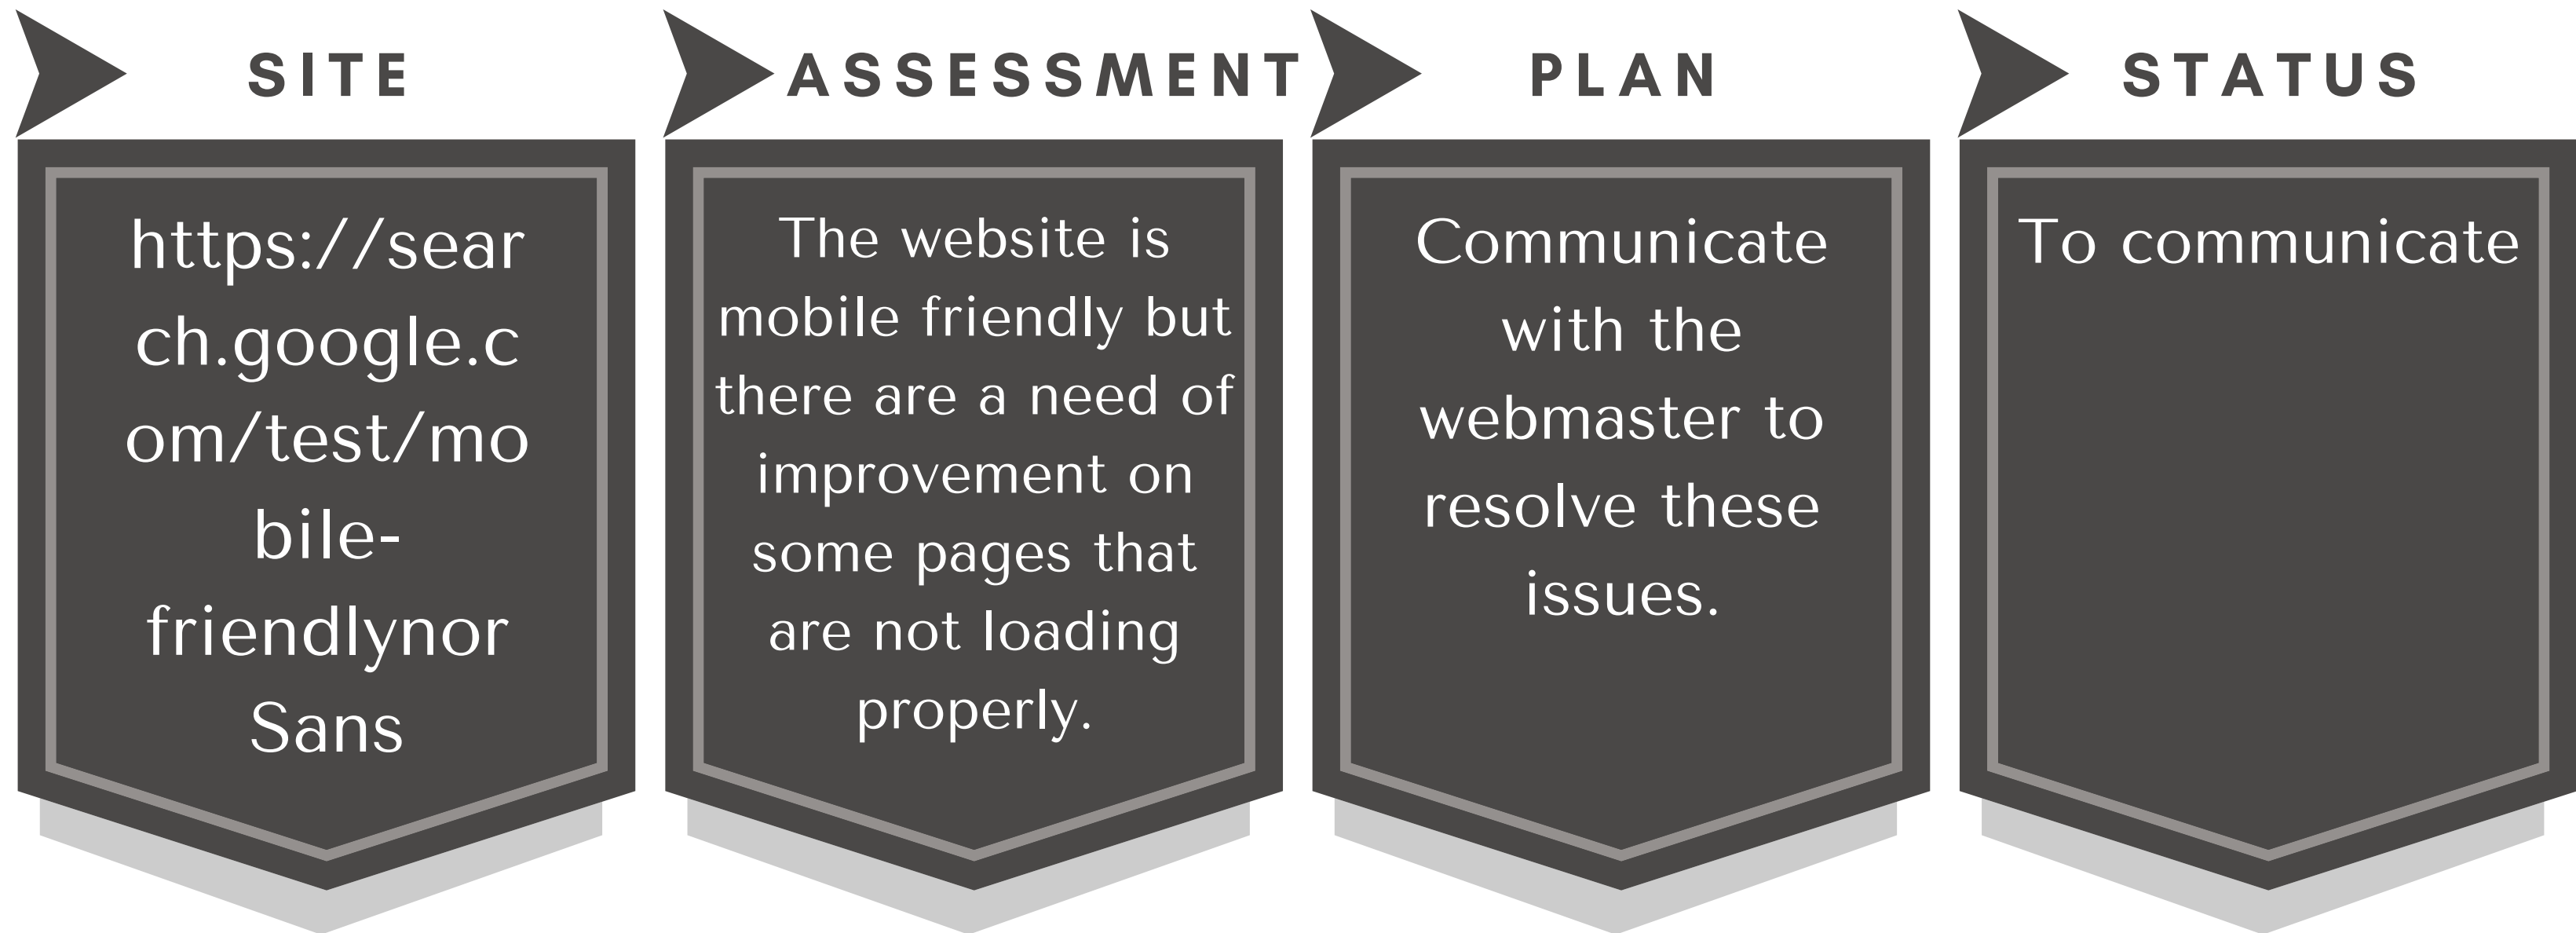 SITE
https://sear
ch.google.c
om/test/mo
bile-
friendlynor
Sans
ASSESSMENT
The website is
mobile friendly but
there are a need of
improvement on
some pages that
are not loading
properly.
PLAN
Communicate
with the
webmaster to
resolve these
issues.
STATUS
To communicate